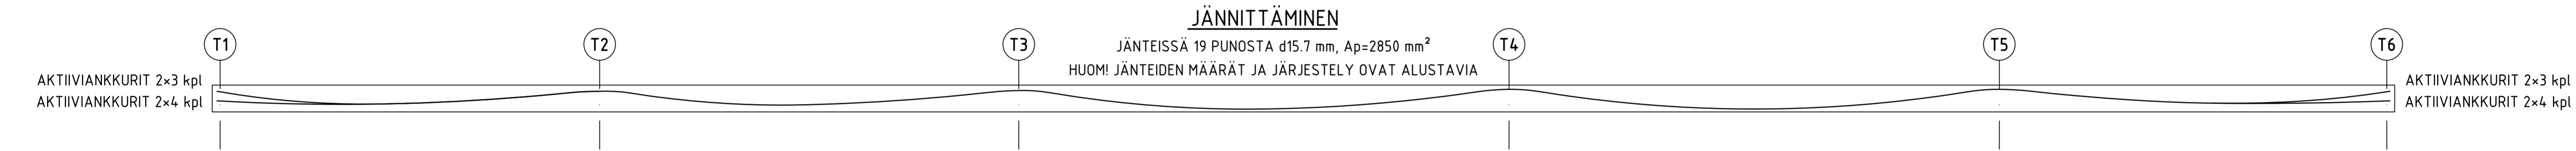 JÄNNITTÄMINEN
T1 T2 T3 T4 T5 T6
JÄNTEISSÄ 19 PUNOSTA d15.7 mm, Ap=2850 mm²
HUOM! JÄNTEIDEN MÄÄRÄT JA JÄRJESTELY OVAT ALUSTAVIA
AKTIIVIANKKURIT 2×3 kpl
AKTIIVIANKKURIT 2×4 kpl
AKTIIVIANKKURIT 2×3 kpl
AKTIIVIANKKURIT 2×4 kpl